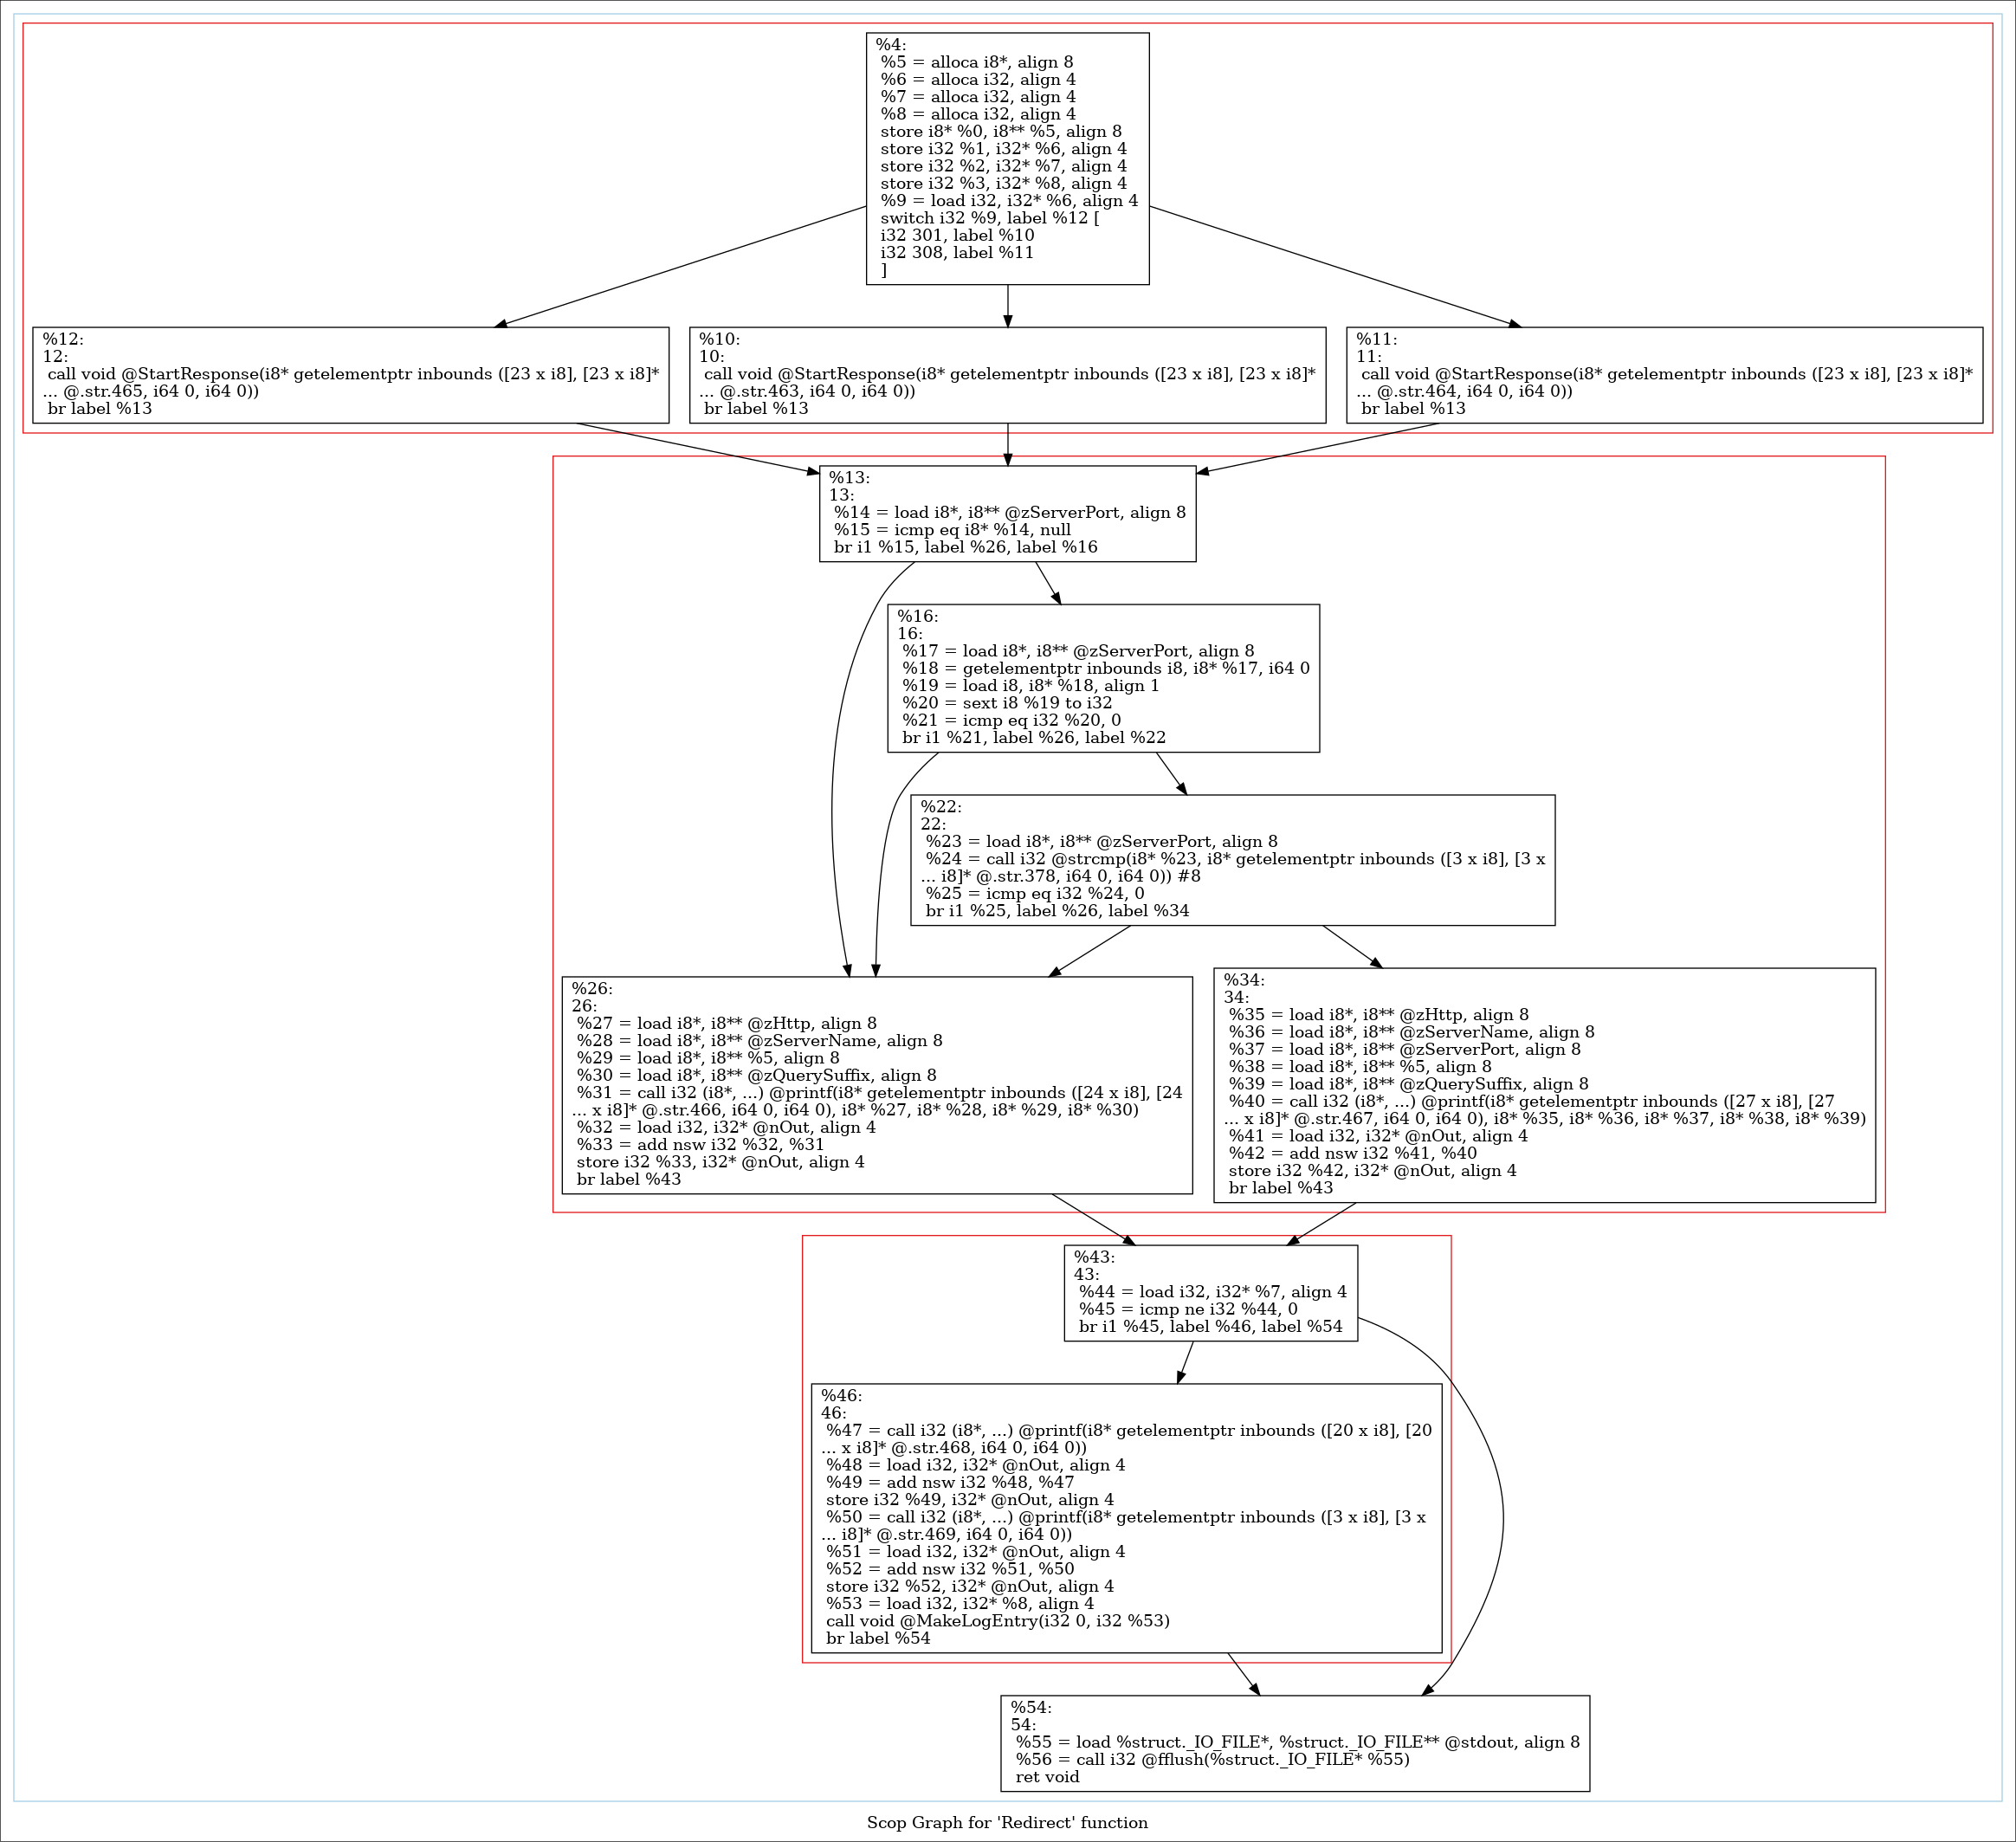 %4:
%5 = alloca i8*, align 8
%6 = alloca i32, align 4
%7 = alloca i32, align 4
%8 = alloca i32, align 4
store i8* %0, i8** %5, align 8
store i32 %1, i32* %6, align 4
store i32 %2, i32* %7, align 4
store i32 %3, i32* %8, align 4
%9 = load i32, i32* %6, align 4
switch i32 %9, label %12 [
i32 301, label %10
i32 308, label %11
]
%12:
12:
call void @StartResponse(i8* getelementptr inbounds ([23 x i8], [23 x i8]*
... @.str.465, i64 0, i64 0))
br label %13
%10:
10:
call void @StartResponse(i8* getelementptr inbounds ([23 x i8], [23 x i8]*
... @.str.463, i64 0, i64 0))
br label %13
%11:
11:
call void @StartResponse(i8* getelementptr inbounds ([23 x i8], [23 x i8]*
... @.str.464, i64 0, i64 0))
br label %13
%13:
13:
%14 = load i8*, i8** @zServerPort, align 8
%15 = icmp eq i8* %14, null
br i1 %15, label %26, label %16
%16:
16:
%17 = load i8*, i8** @zServerPort, align 8
%18 = getelementptr inbounds i8, i8* %17, i64 0
%19 = load i8, i8* %18, align 1
%20 = sext i8 %19 to i32
%21 = icmp eq i32 %20, 0
br i1 %21, label %26, label %22
%22:
22:
%23 = load i8*, i8** @zServerPort, align 8
%24 = call i32 @strcmp(i8* %23, i8* getelementptr inbounds ([3 x i8], [3 x
... i8]* @.str.378, i64 0, i64 0)) #8
%25 = icmp eq i32 %24, 0
br i1 %25, label %26, label %34
%26:
26:
%27 = load i8*, i8** @zHttp, align 8
%28 = load i8*, i8** @zServerName, align 8
%29 = load i8*, i8** %5, align 8
%30 = load i8*, i8** @zQuerySuffix, align 8
%31 = call i32 (i8*, ...) @printf(i8* getelementptr inbounds ([24 x i8], [24
... x i8]* @.str.466, i64 0, i64 0), i8* %27, i8* %28, i8* %29, i8* %30)
%32 = load i32, i32* @nOut, align 4
%33 = add nsw i32 %32, %31
store i32 %33, i32* @nOut, align 4
br label %43
%34:
34:
%35 = load i8*, i8** @zHttp, align 8
%36 = load i8*, i8** @zServerName, align 8
%37 = load i8*, i8** @zServerPort, align 8
%38 = load i8*, i8** %5, align 8
%39 = load i8*, i8** @zQuerySuffix, align 8
%40 = call i32 (i8*, ...) @printf(i8* getelementptr inbounds ([27 x i8], [27
... x i8]* @.str.467, i64 0, i64 0), i8* %35, i8* %36, i8* %37, i8* %38, i8* %39)
%41 = load i32, i32* @nOut, align 4
%42 = add nsw i32 %41, %40
store i32 %42, i32* @nOut, align 4
br label %43
%43:
43:
%44 = load i32, i32* %7, align 4
%45 = icmp ne i32 %44, 0
br i1 %45, label %46, label %54
%46:
46:
%47 = call i32 (i8*, ...) @printf(i8* getelementptr inbounds ([20 x i8], [20
... x i8]* @.str.468, i64 0, i64 0))
%48 = load i32, i32* @nOut, align 4
%49 = add nsw i32 %48, %47
store i32 %49, i32* @nOut, align 4
%50 = call i32 (i8*, ...) @printf(i8* getelementptr inbounds ([3 x i8], [3 x
... i8]* @.str.469, i64 0, i64 0))
%51 = load i32, i32* @nOut, align 4
%52 = add nsw i32 %51, %50
store i32 %52, i32* @nOut, align 4
%53 = load i32, i32* %8, align 4
call void @MakeLogEntry(i32 0, i32 %53)
br label %54
%54:
54:
%55 = load %struct._IO_FILE*, %struct._IO_FILE** @stdout, align 8
%56 = call i32 @fflush(%struct._IO_FILE* %55)
ret void
Scop Graph for 'Redirect' function